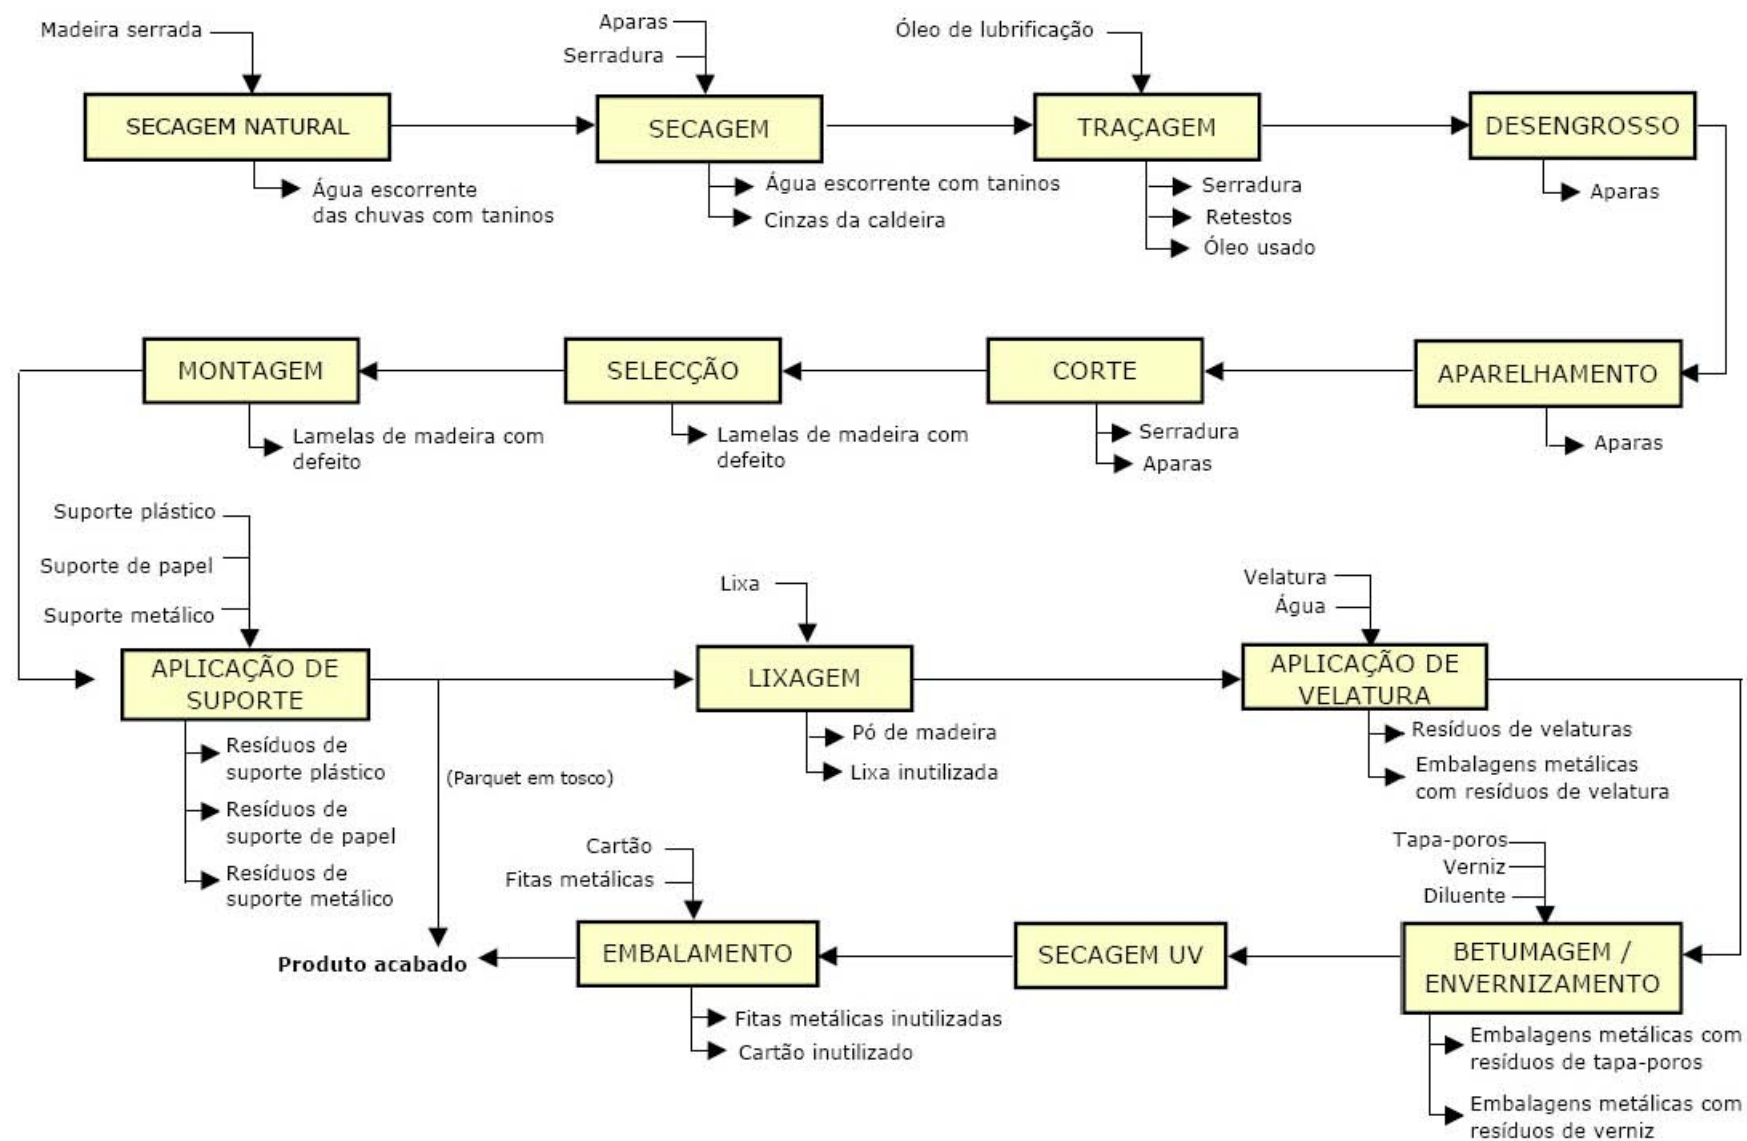 Madeira serrada
Aparas
Serradura
Óleo de lubrificação
SECAGEM NATURAL
SECAGEM
TRAÇAGEM
DESENGROSSO
Água escorrente
das chuvas com taninos
Água escorrente com taninos
Cinzas da caldeira
Serradura
Retestos
Óleo usado
Aparas
MONTAGEM
SELECÇÃO
CORTE
APARELHAMENTO
Lamelas de madeira com
defeito
Lamelas de madeira com
defeito
Serradura
Aparas
Aparas
Suporte plástico
Suporte de papel
Suporte metálico
Lixa
Velatura
Água
APLICAÇÃO DE
SUPORTE
LIXAGEM
APLICAÇÃO DE
VELATURA
Resíduos de
suporte plástico
Resíduos de
suporte de papel
Resíduos de
suporte metálico
(Parquet em tosco)
Pó de madeira
Lixa inutilizada
Resíduos de velaturas
Embalagens metálicas
com resíduos de velatura
Cartão
Fitas metálicas
Tapa-poros
Verniz
Diluente
Produto acabado
EMBALAMENTO
SECAGEM UV
BETUMAGEM /
ENVERNIZAMENTO
Fitas metálicas inutilizadas
Cartão inutilizado
Embalagens metálicas com
resíduos de tapa-poros
Embalagens metálicas com
resíduos de verniz